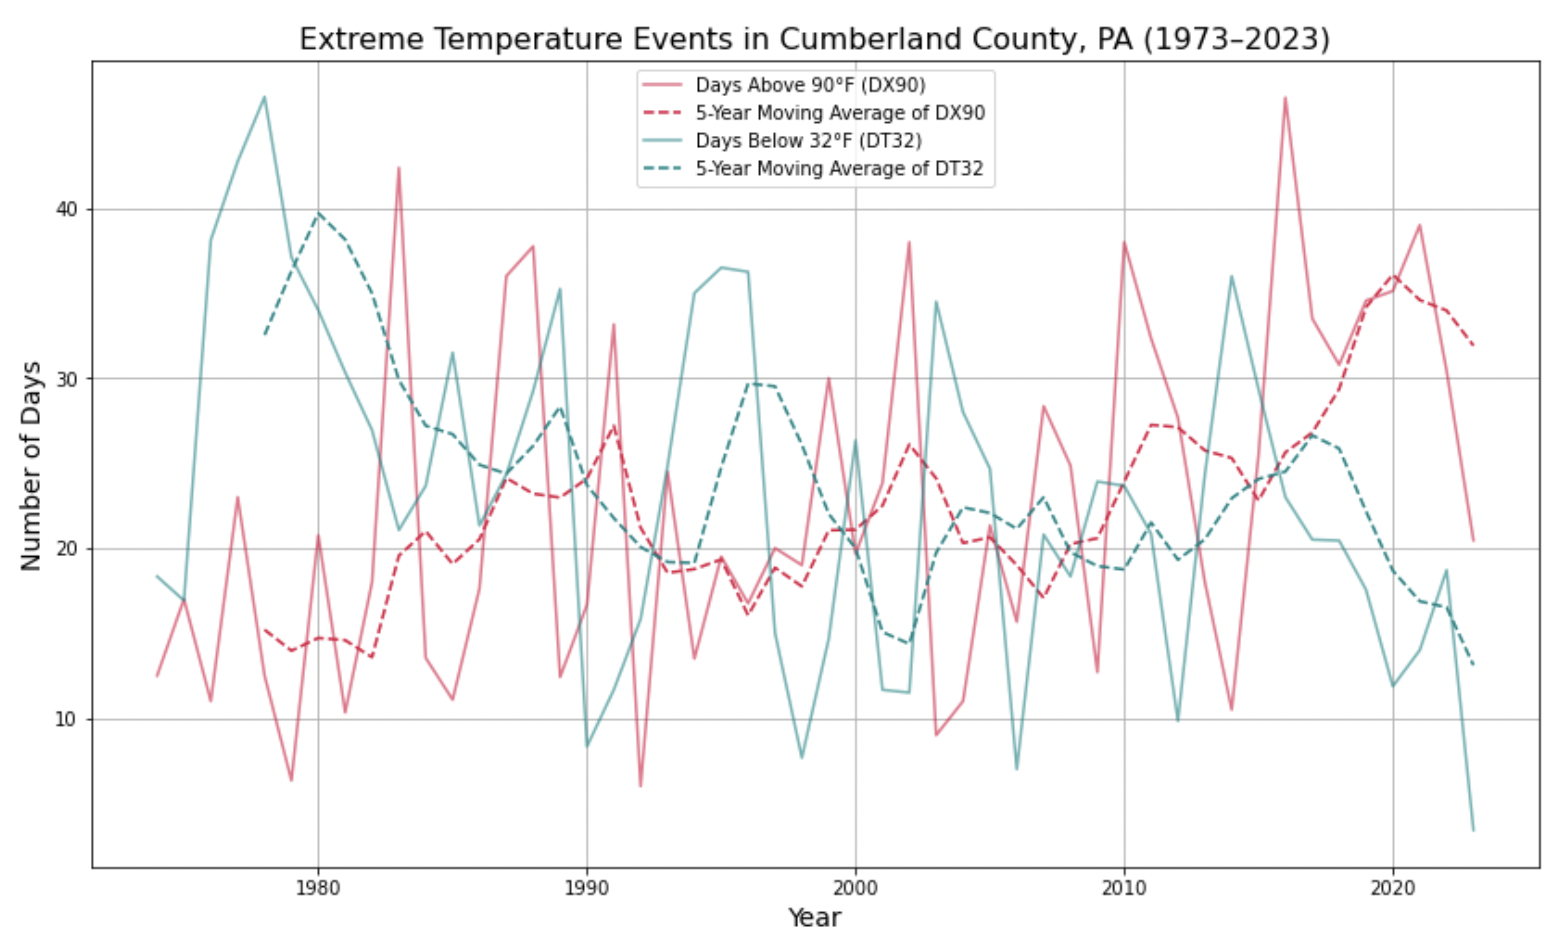 Extreme Temperature Events in Cumberland County, PA (1973–2023)
Days Above 90°F (DX90)
5-Year Moving Average of DX90
Days Below 32°F (DT32)
5-Year Moving Average of DT32
Number of Days
40
30
20
10
1980 1990 2000 2010 2020
Year